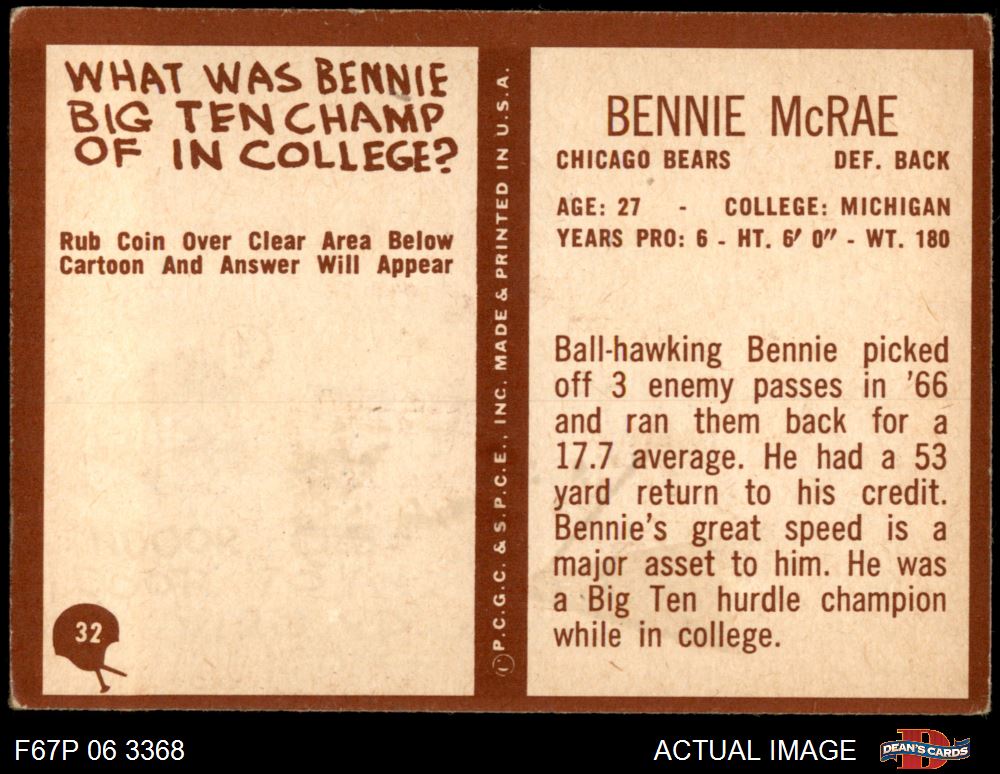 WHAT WAS BENNIE
BIG TEN CHAMP
OF IN COLLEGE?
Rub Coin Over Clear Area Below
Cartoon And Answer Will Appear
32
P.C.G.C. & S.P.C.E., INC. MADE & PRINTED IN U.S.A.
BENNIE McRAE
CHICAGO BEARS DEF. BACK
AGE: 27 - COLLEGE: MICHIGAN
YEARS PRO: 6 - HT. 6′ 0″ - WT. 180
Ball-hawking Bennie picked
off 3 enemy passes in ’66
and ran them back for a
17.7 average. He had a 53
yard return to his credit.
Bennie’s great speed is a
major asset to him. He was
a Big Ten hurdle champion
while in college.
F67P 06 3368
ACTUAL IMAGE
DEAN'S CARDS